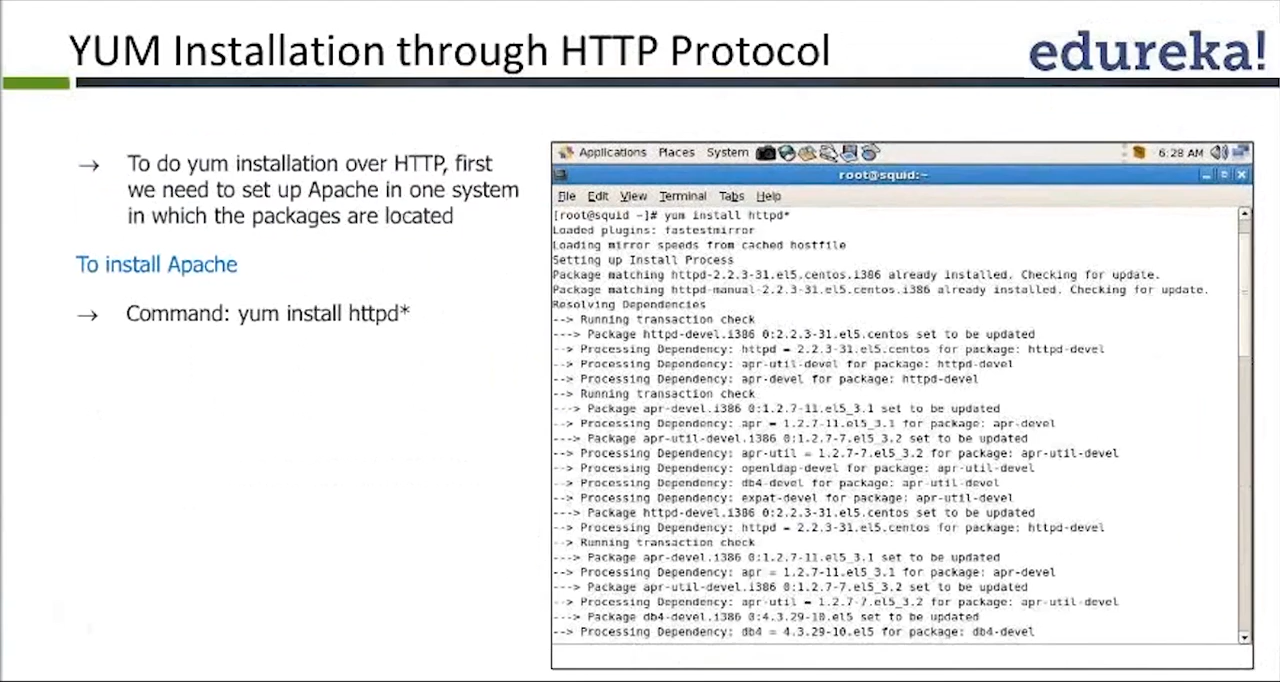 YUM Installation through HTTP Protocol
edureka!
→ To do yum installation over HTTP, first
we need to set up Apache in one system
in which the packages are located
To install Apache
→ Command: yum install httpd*
Applications Places System 6:28 AM
root@squid:~
File Edit View Terminal Tabs Help
[root@squid ~]# yum install httpd*
Loaded plugins: fastestmirror
Loading mirror speeds from cached hostfile
Setting up Install Process
Package matching httpd-2.2.3-31.el5.centos.i386 already installed. Checking for update.
Package matching httpd-manual-2.2.3-31.el5.centos.i386 already installed. Checking for update.
Resolving Dependencies
--> Running transaction check
---> Package httpd-devel.i386 0:2.2.3-31.el5.centos set to be updated
--> Processing Dependency: httpd = 2.2.3-31.el5.centos for package: httpd-devel
--> Processing Dependency: apr-util-devel for package: httpd-devel
--> Processing Dependency: apr-devel for package: httpd-devel
--> Running transaction check
---> Package apr-devel.i386 0:1.2.7-11.el5_3.1 set to be updated
--> Processing Dependency: apr = 1.2.7-11.el5_3.1 for package: apr-devel
---> Package apr-util-devel.i386 0:1.2.7-7.el5_3.2 set to be updated
--> Processing Dependency: apr-util = 1.2.7-7.el5_3.2 for package: apr-util-devel
--> Processing Dependency: openldap-devel for package: apr-util-devel
--> Processing Dependency: db4-devel for package: apr-util-devel
--> Processing Dependency: expat-devel for package: apr-util-devel
---> Package httpd-devel.i386 0:2.2.3-31.el5.centos set to be updated
--> Processing Dependency: httpd = 2.2.3-31.el5.centos for package: httpd-devel
--> Running transaction check
---> Package apr-devel.i386 0:1.2.7-11.el5_3.1 set to be updated
--> Processing Dependency: apr = 1.2.7-11.el5_3.1 for package: apr-devel
---> Package apr-util-devel.i386 0:1.2.7-7.el5_3.2 set to be updated
--> Processing Dependency: apr-util = 1.2.7-7.el5_3.2 for package: apr-util-devel
---> Package db4-devel.i386 0:4.3.29-10.el5 set to be updated
--> Processing Dependency: db4 = 4.3.29-10.el5 for package: db4-devel